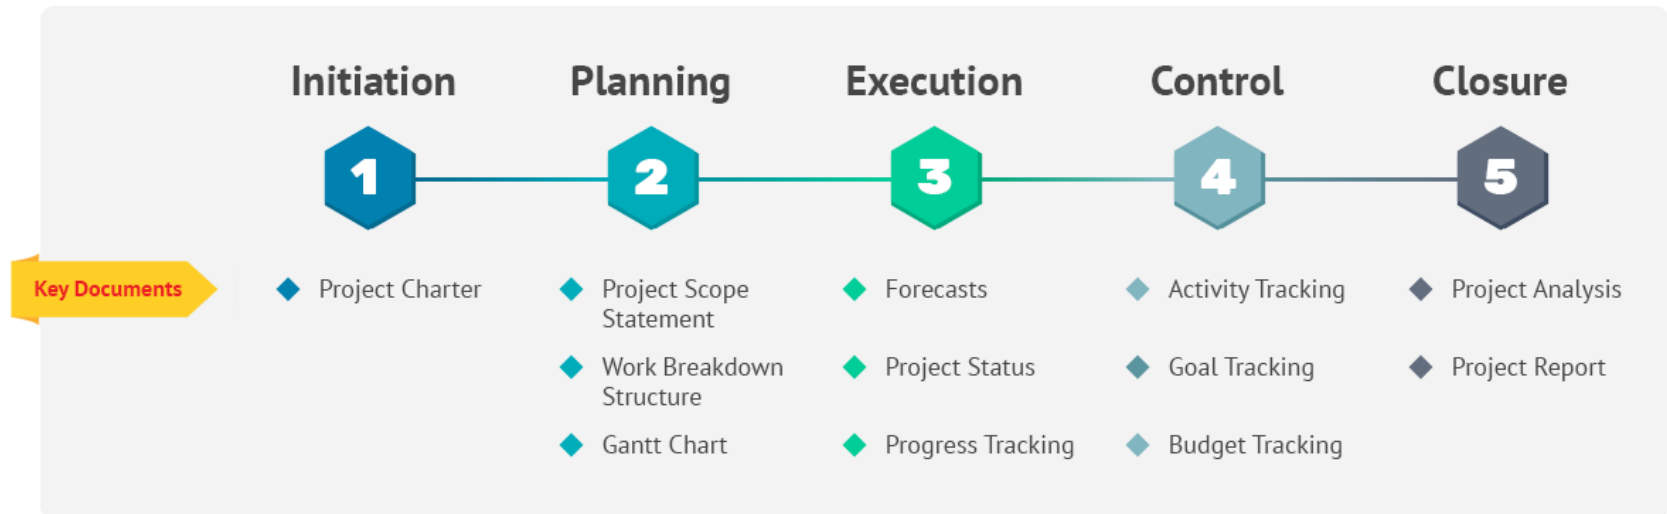 Initiation
Planning
Execution
Control
Closure
1
2
3
4
5
Key Documents
Project Charter
Project Scope
Statement
Work Breakdown
Structure
Gantt Chart
Forecasts
Project Status
Progress Tracking
Activity Tracking
Goal Tracking
Budget Tracking
Project Analysis
Project Report